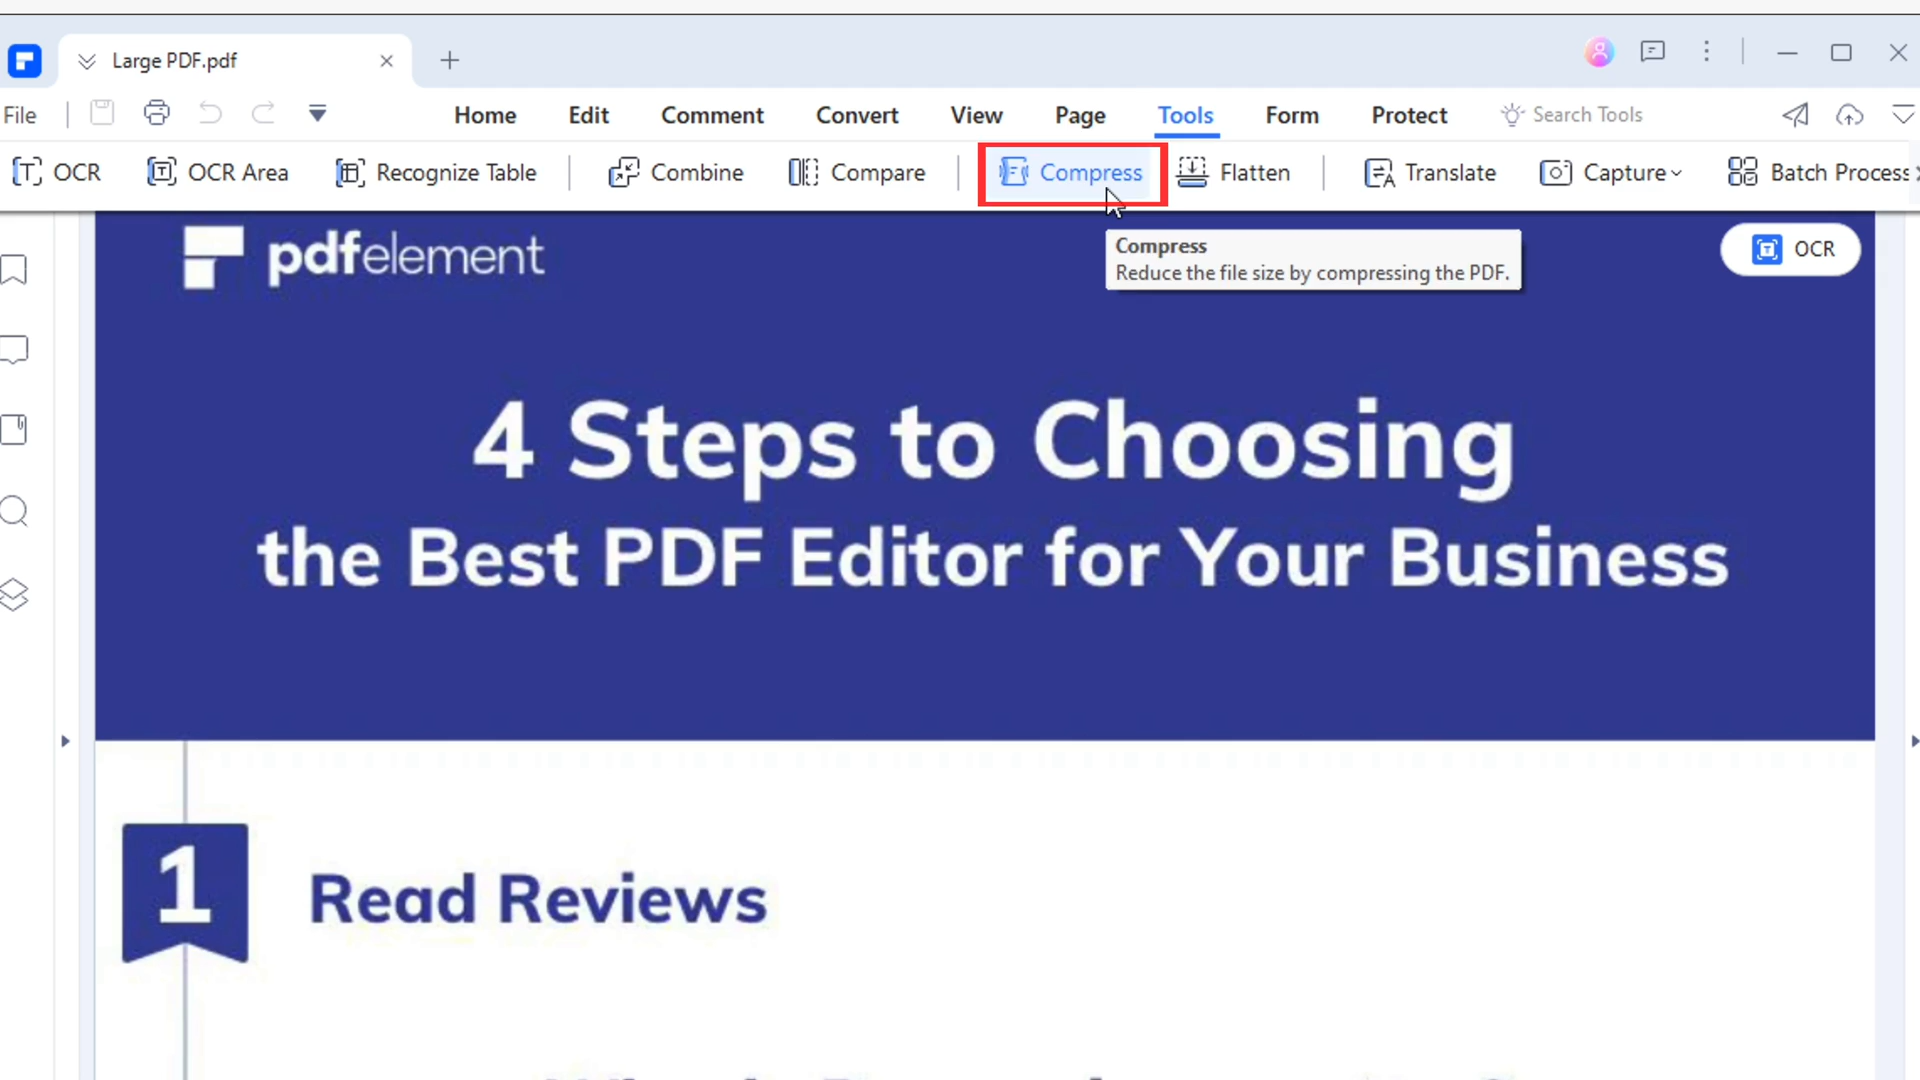 Large PDF.pdf
File
Home Edit Comment Convert View Page Tools Form Protect Search Tools
OCR OCR Area Recognize Table Combine Compare Compress Flatten Translate Capture Batch Process
pdfelement
Compress
Reduce the file size by compressing the PDF.
OCR
4 Steps to Choosing
the Best PDF Editor for Your Business
1
Read Reviews